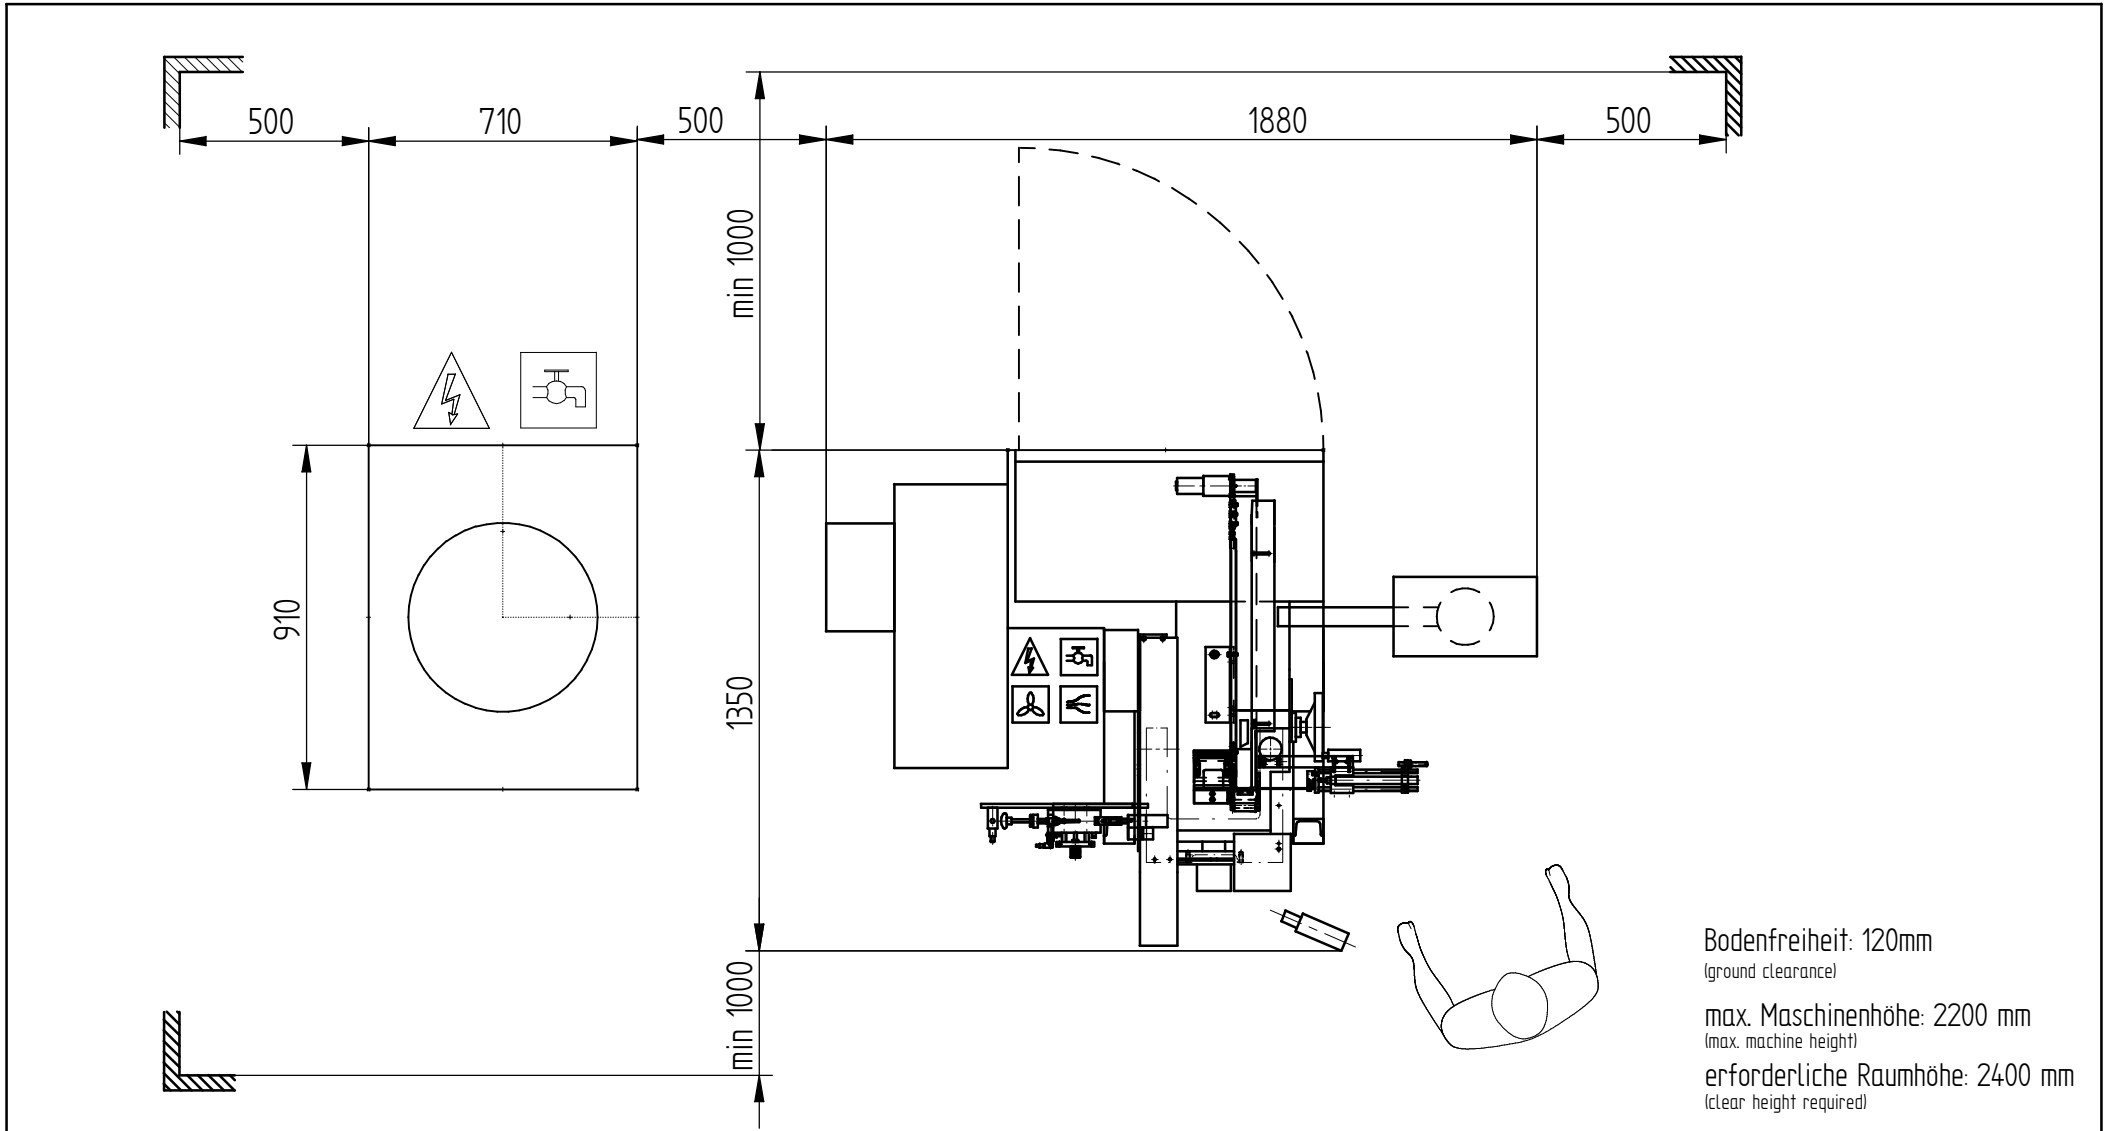 500
710
500
1880
500
min 1000
910
1350
min 1000
Bodenfreiheit: 120mm
(ground clearance)
max. Maschinenhöhe: 2200 mm
(max. machine height)
erforderliche Raumhöhe: 2400 mm
(clear height required)